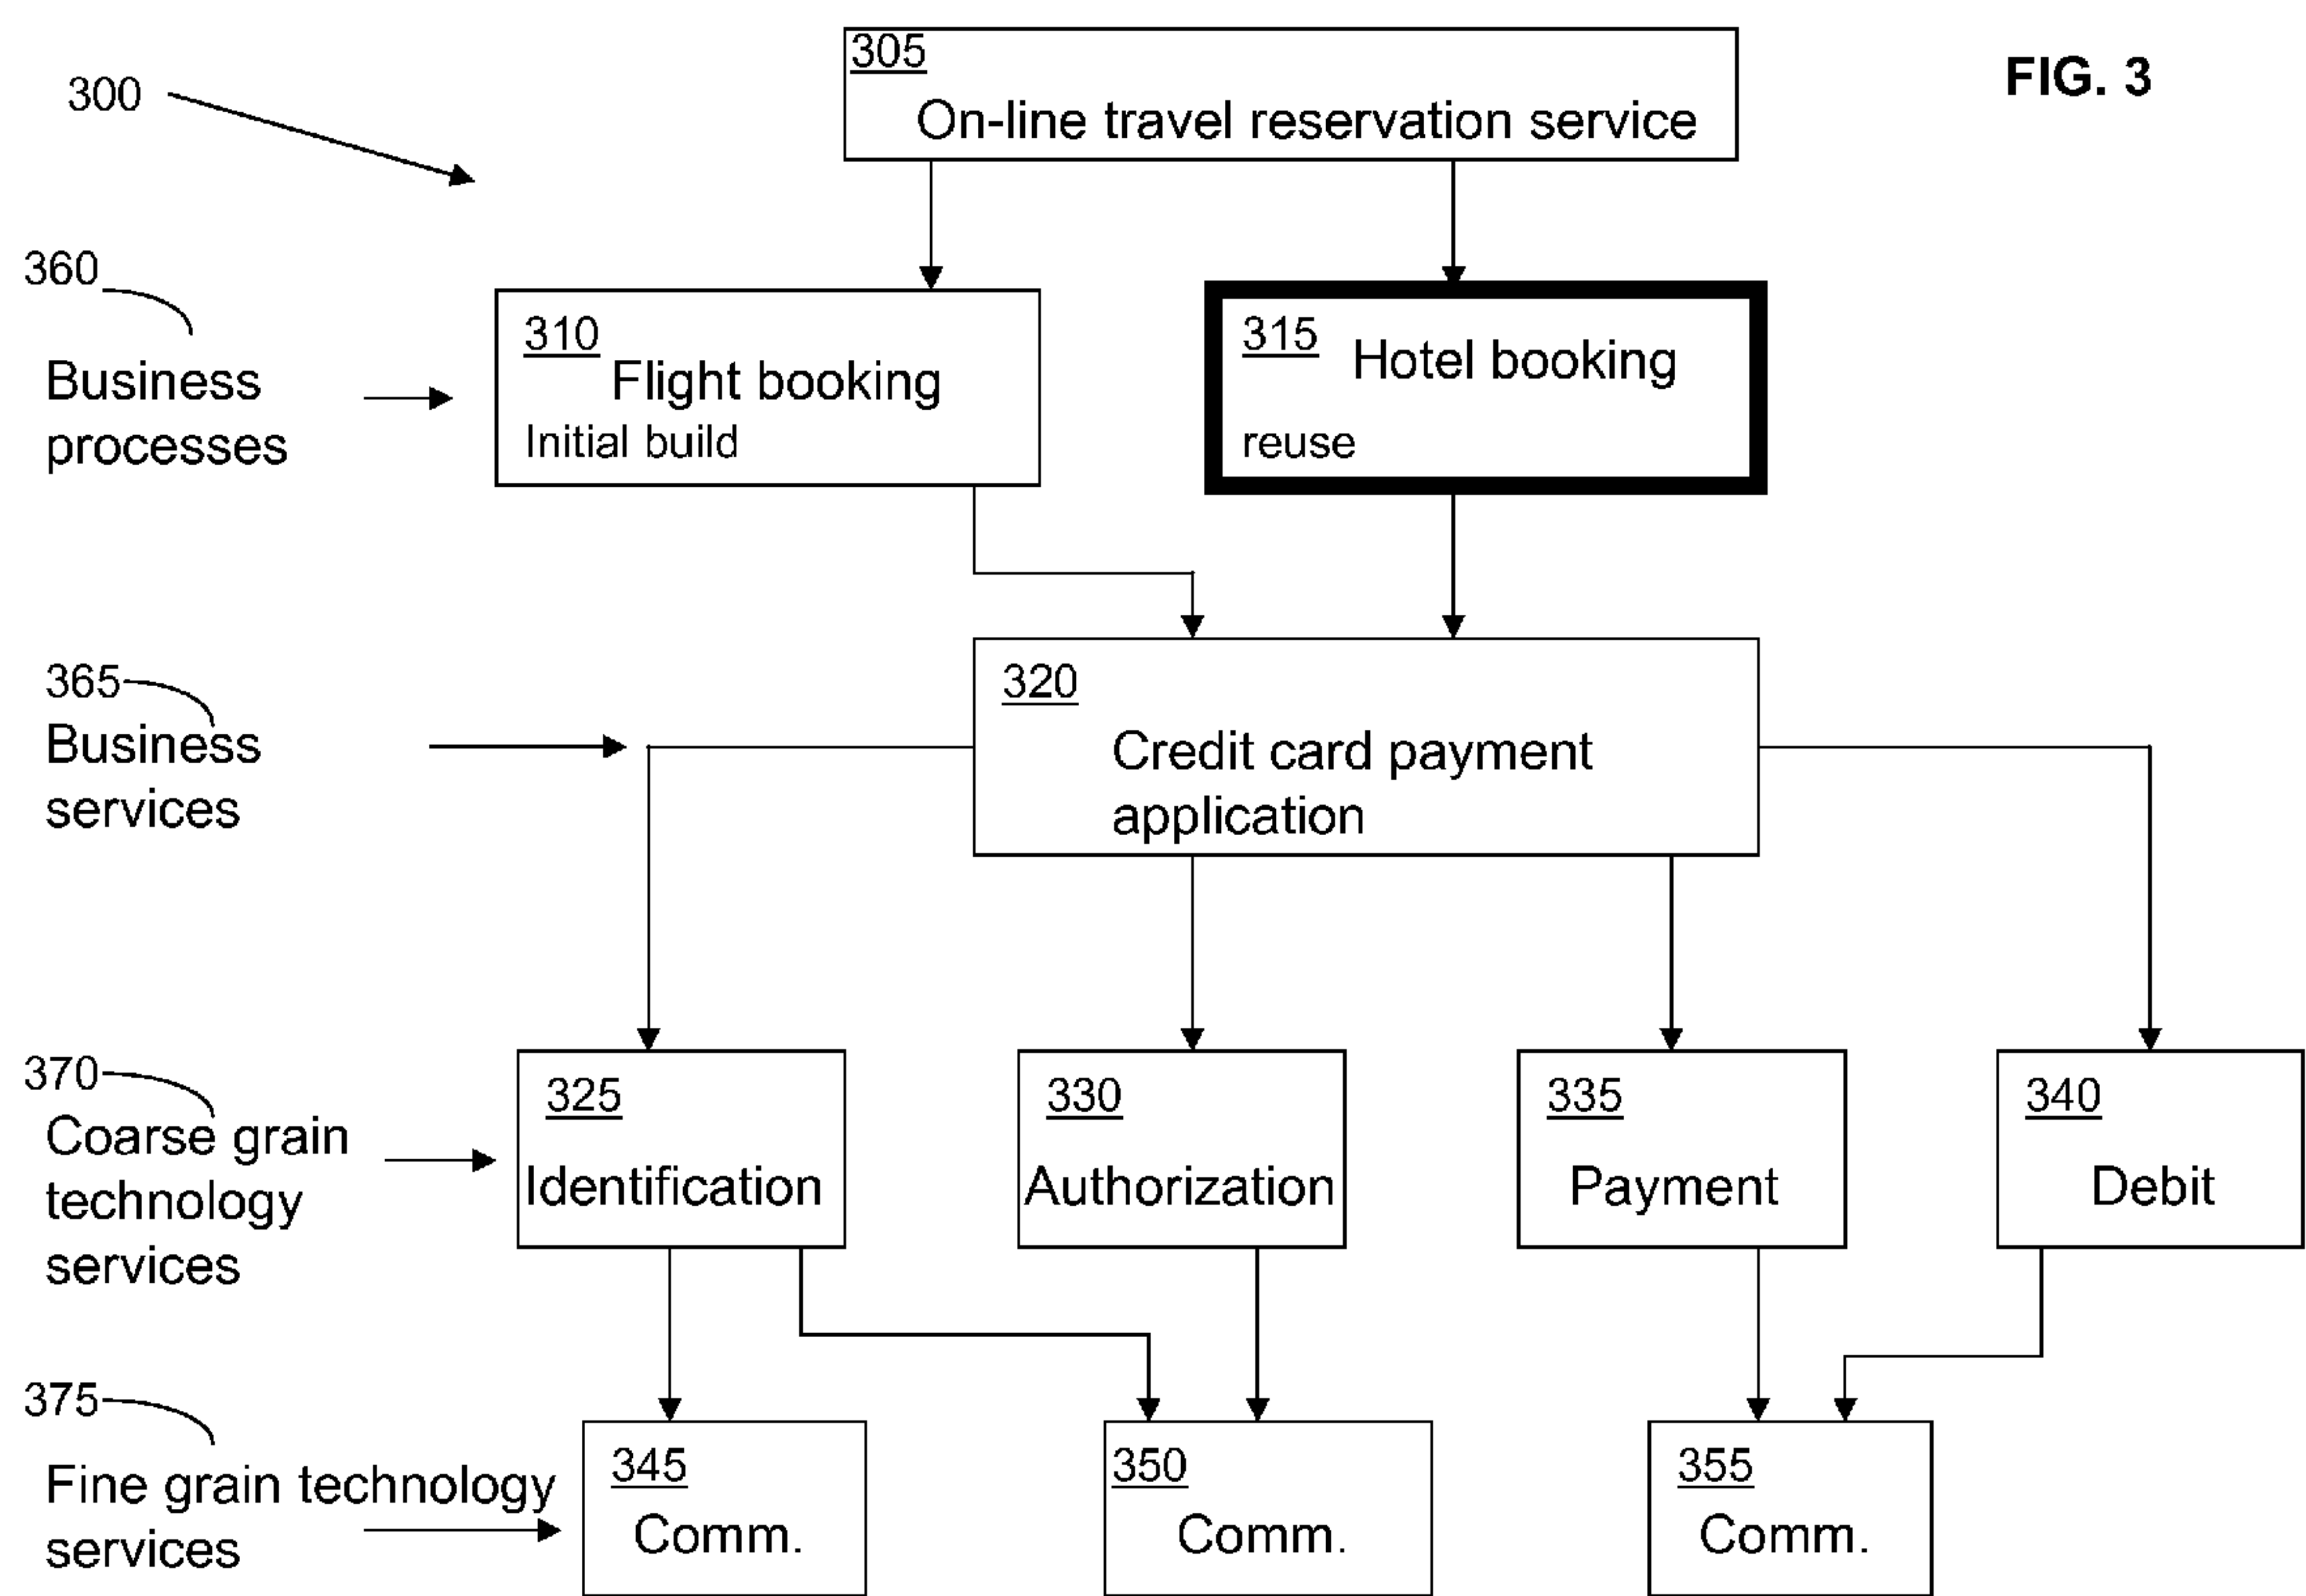 FIG. 3
300
305
On-line travel reservation service
360
Business
processes
310
Flight booking
Initial build
315
Hotel booking
reuse
365
Business
services
320
Credit card payment
application
370
Coarse grain
technology
services
325
Identification
330
Authorization
335
Payment
340
Debit
375
Fine grain technology
services
345
Comm.
350
Comm.
355
Comm.